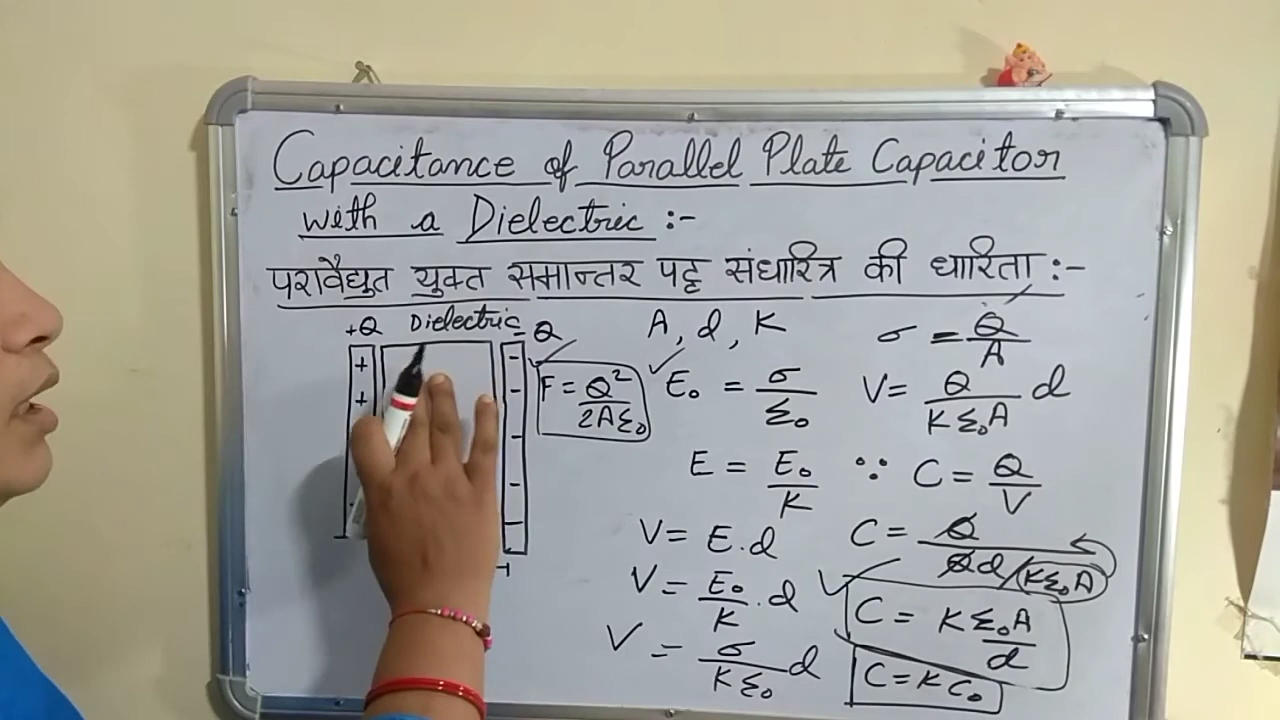 Capacitance of Parallel Plate Capacitor
with a Dielectric :-
परावैद्युत युक्त समान्तर पट्ट संधारित्र की धारिता :-
+Q Dielectric -Q
+ -
+ -
-
-
-
F = Q²/2Aε₀
A, d, K
E₀ = σ/ε₀
E = E₀/K
V = E.d
V = E₀/K . d
V = σ/Kε₀ d
σ = Q/A
V = Q/Kε₀A d
∵ C = Q/V
C = Q/Qd/Kε₀A
C = Kε₀A/d
C = KC₀